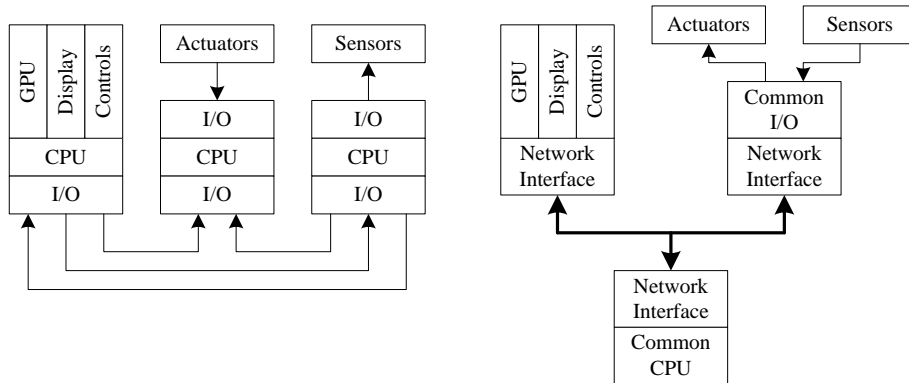 GPU
Display
Controls
CPU
I/O
Actuators
I/O
CPU
I/O
Sensors
I/O
CPU
I/O
GPU
Display
Controls
Network
Interface
Actuators
Sensors
Common
I/O
Network
Interface
Network
Interface
Common
CPU